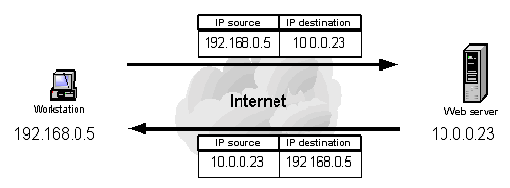 IP source IP destination
192.168.0.5 10.0.0.23
Internet
Workstation
192.168.0.5
Web server
10.0.0.23
IP source IP destination
10.0.0.23 192.168.0.5